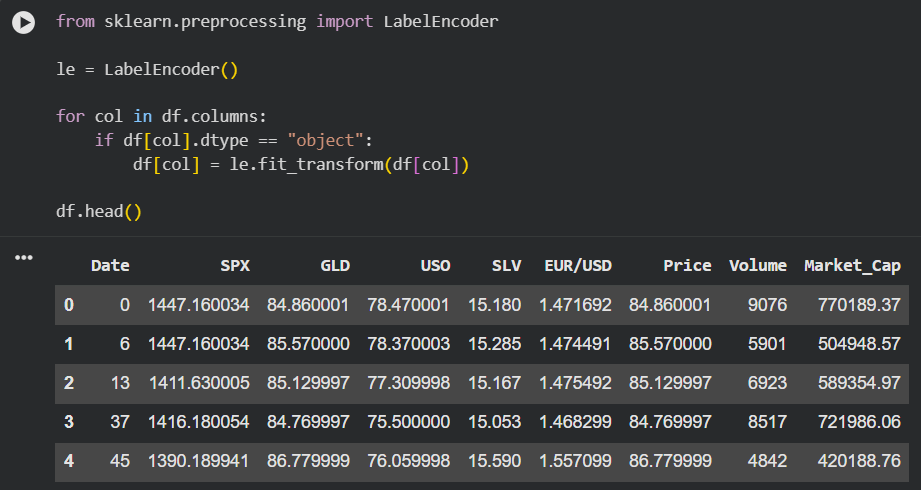 from sklearn.preprocessing import LabelEncoder
le = LabelEncoder()
for col in df.columns:
    if df[col].dtype == "object":
        df[col] = le.fit_transform(df[col])
df.head()
Date SPX GLD USO SLV EUR/USD Price Volume Market_Cap
0 0 1447.160034 84.860001 78.470001 15.180 1.471692 84.860001 9076 770189.37
1 6 1447.160034 85.570000 78.370003 15.285 1.474491 85.570000 5901 504948.57
2 13 1411.630005 85.129997 77.309998 15.167 1.475492 85.129997 6923 589354.97
3 37 1416.180054 84.769997 75.500000 15.053 1.468299 84.769997 8517 721986.06
4 45 1390.189941 86.779999 76.059998 15.590 1.557099 86.779999 4842 420188.76